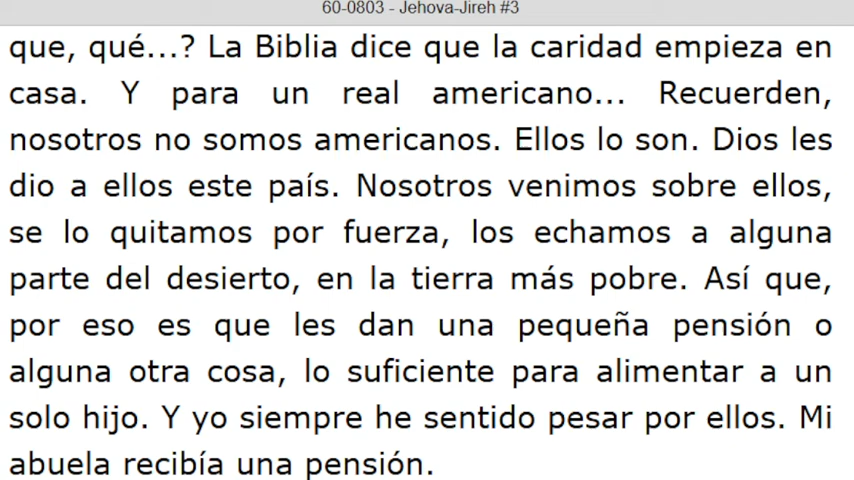 60-0803 - Jehova-Jireh #3
que, qué...? La Biblia dice que la caridad empieza en
casa. Y para un real americano... Recuerden,
nosotros no somos americanos. Ellos lo son. Dios les
dio a ellos este país. Nosotros venimos sobre ellos,
se lo quitamos por fuerza, los echamos a alguna
parte del desierto, en la tierra más pobre. Así que,
por eso es que les dan una pequeña pensión o
alguna otra cosa, lo suficiente para alimentar a un
solo hijo. Y yo siempre he sentido pesar por ellos. Mi
abuela recibía una pensión.